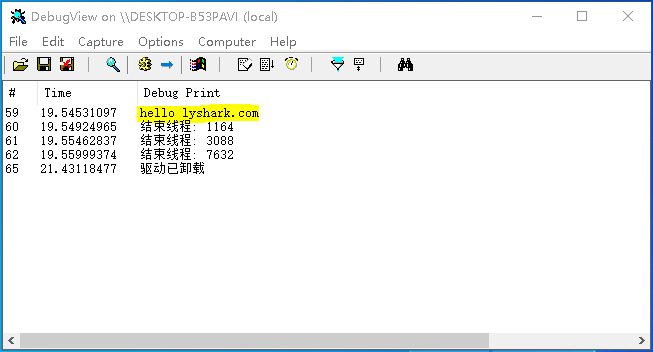 DebugView on \\DESKTOP-B53PAVI (local)
File Edit Capture Options Computer Help
# Time Debug Print
59 19.54531097 hello lyshark.com
60 19.54924965 结束线程: 1164
61 19.55462837 结束线程: 3088
62 19.55999374 结束线程: 7632
65 21.43118477 驱动已卸载